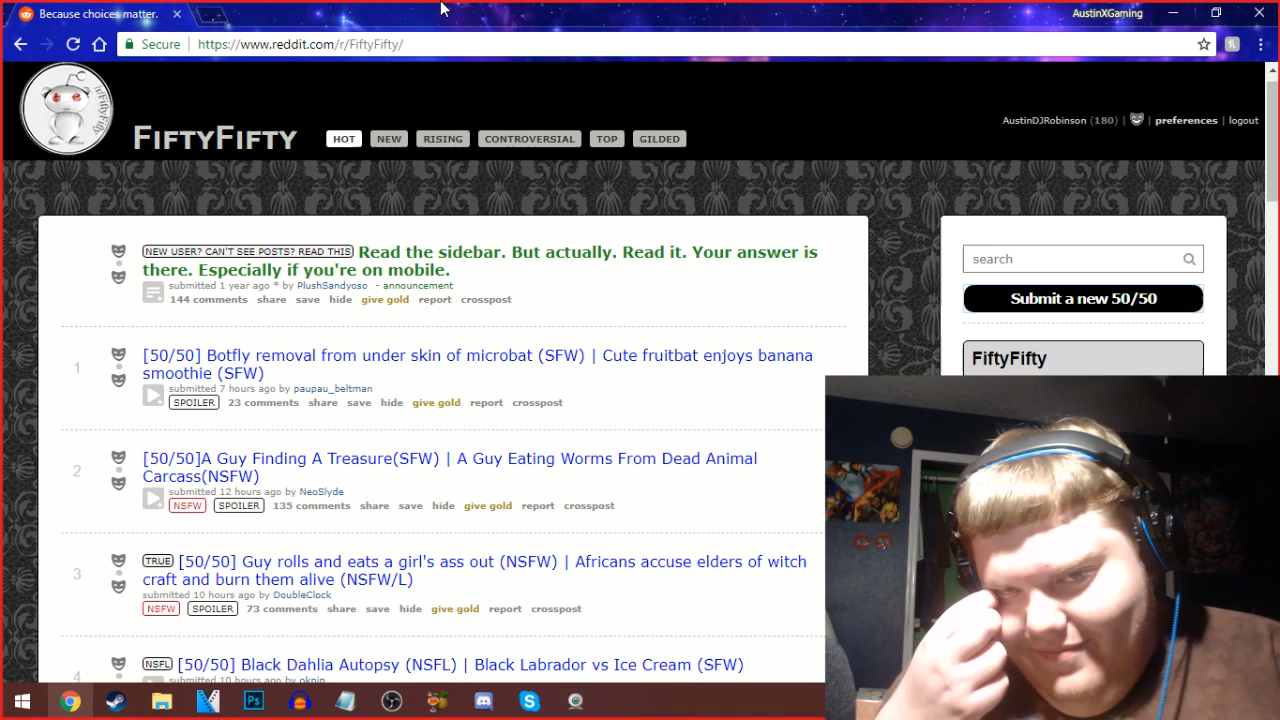 Because choices matter.
AustinXGaming
Secure
https://www.reddit.com/r/FiftyFifty/
AustinDJRobinson (180) | | preferences | logout
/r/FiftyFifty
FIFTYFIFTY
HOT NEW RISING CONTROVERSIAL TOP GILDED
NEW USER? CAN'T SEE POSTS? READ THIS Read the sidebar. But actually. Read it. Your answer is
there. Especially if you're on mobile.
submitted 1 year ago * by PlushSandyoso - announcement
144 comments share save hide give gold report crosspost
search
Submit a new 50/50
FiftyFifty
1
[50/50] Botfly removal from under skin of microbat (SFW) | Cute fruitbat enjoys banana
smoothie (SFW)
submitted 7 hours ago by paupau_beltman
SPOILER 23 comments share save hide give gold report crosspost
2
[50/50]A Guy Finding A Treasure(SFW) | A Guy Eating Worms From Dead Animal
Carcass(NSFW)
submitted 12 hours ago by NeoSlyde
NSFW SPOILER 135 comments share save hide give gold report crosspost
3
TRUE [50/50] Guy rolls and eats a girl's ass out (NSFW) | Africans accuse elders of witch
craft and burn them alive (NSFW/L)
submitted 10 hours ago by DoubleClock
NSFW SPOILER 73 comments share save hide give gold report crosspost
4
NSFL [50/50] Black Dahlia Autopsy (NSFL) | Black Labrador vs Ice Cream (SFW)
submitted 10 hours ago by oknip
Ps